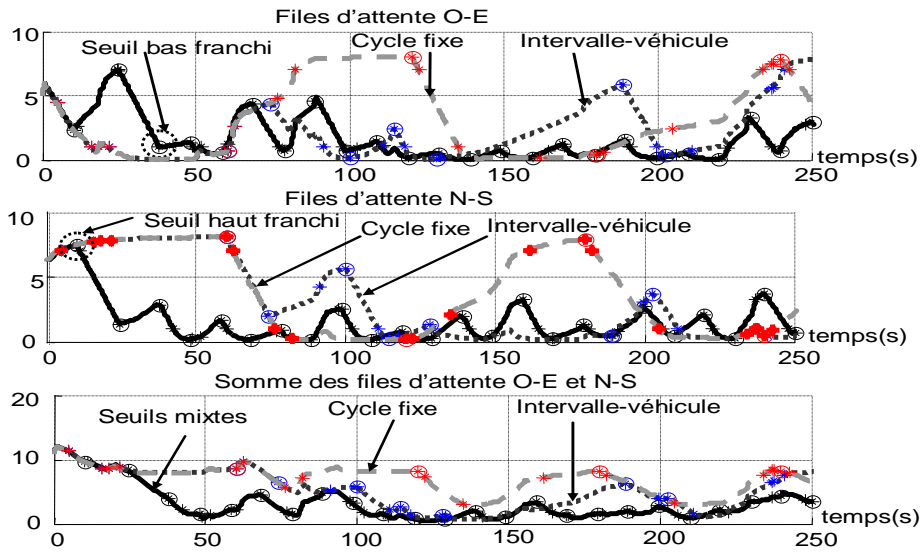 Files d'attente O-E
10
5
0
Seuil bas franchi
Cycle fixe
Intervalle-véhicule
0
50
100
150
200
250
temps(s)
Files d'attente N-S
10
5
0
Seuil haut franchi
Cycle fixe
Intervalle-véhicule
0
50
100
150
200
250
temps(s)
Somme des files d'attente O-E et N-S
20
10
0
Seuils mixtes
Cycle fixe
Intervalle-véhicule
0
50
100
150
200
250
temps(s)